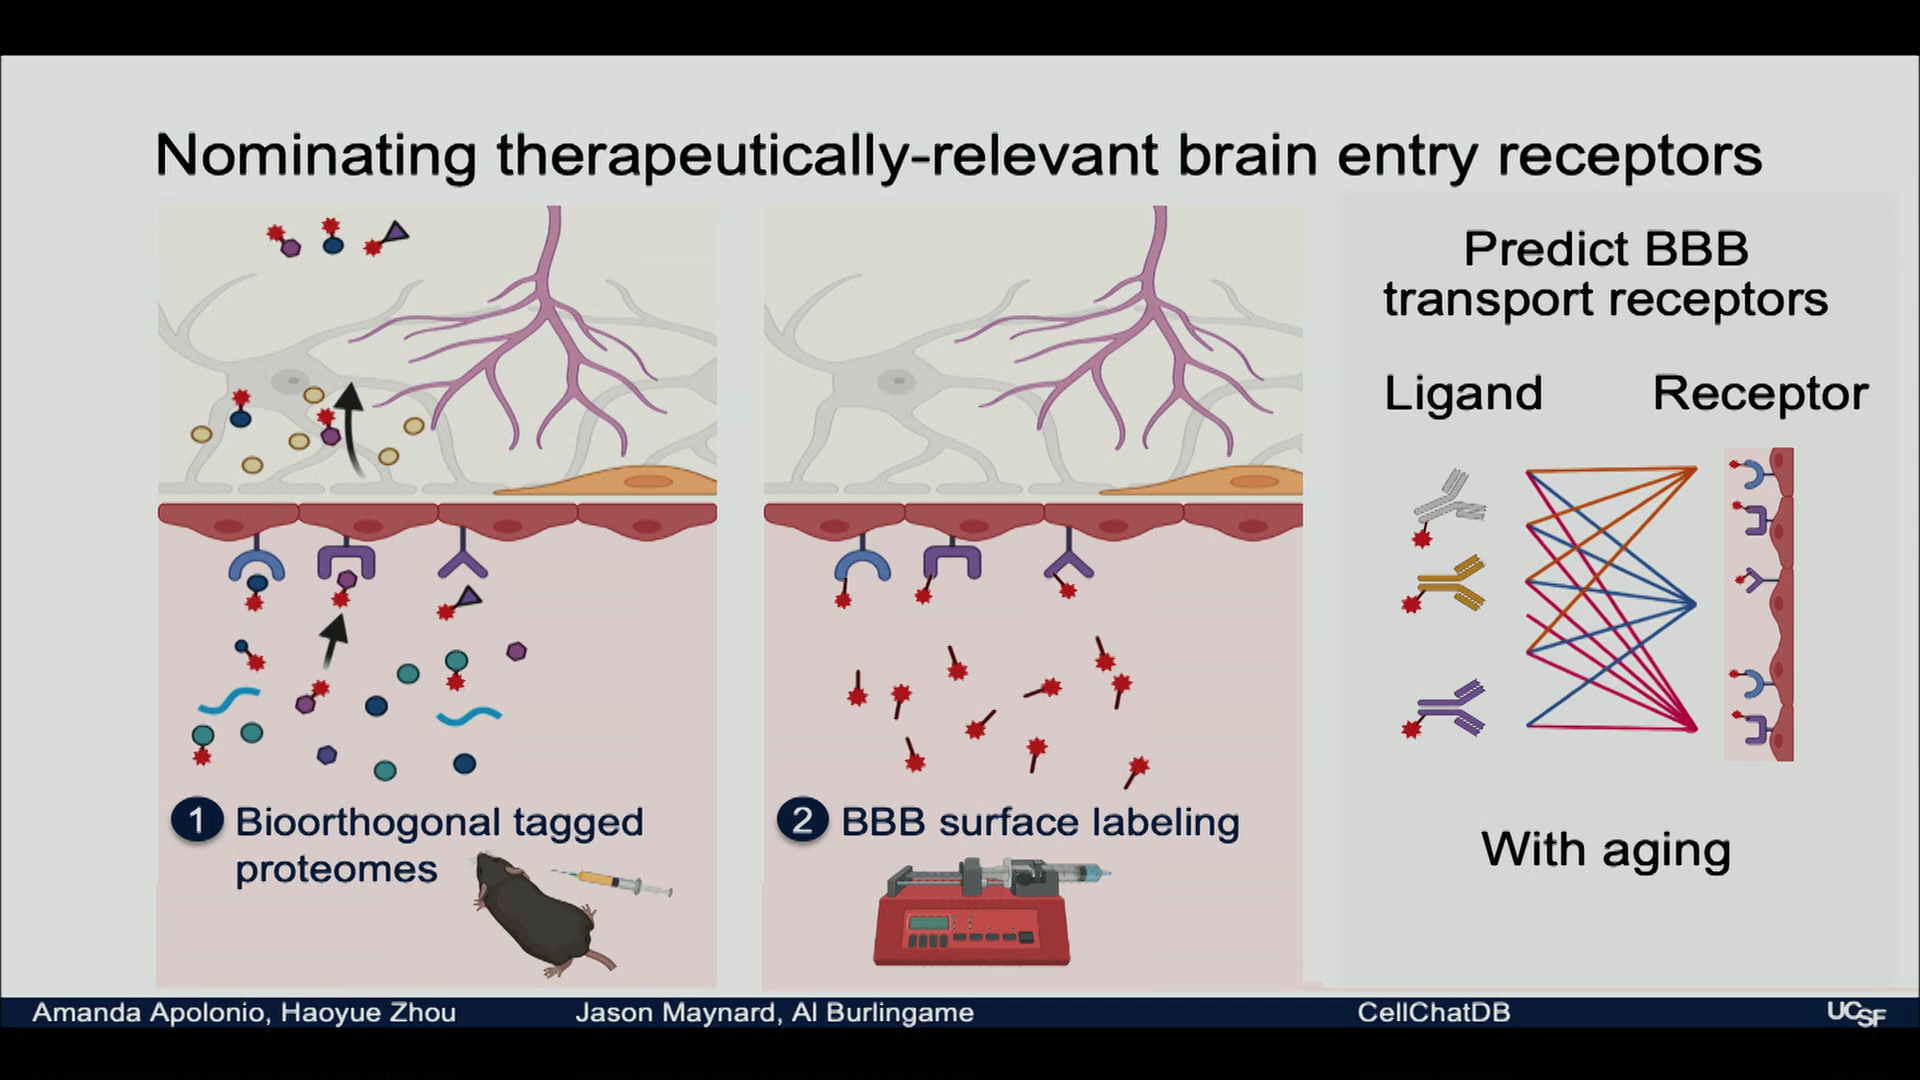 Nominating therapeutically-relevant brain entry receptors
1 Bioorthogonal tagged
proteomes
2 BBB surface labeling
Predict BBB
transport receptors
Ligand Receptor
With aging
Amanda Apolonio, Haoyue Zhou Jason Maynard, Al Burlingame CellChatDB UCSF